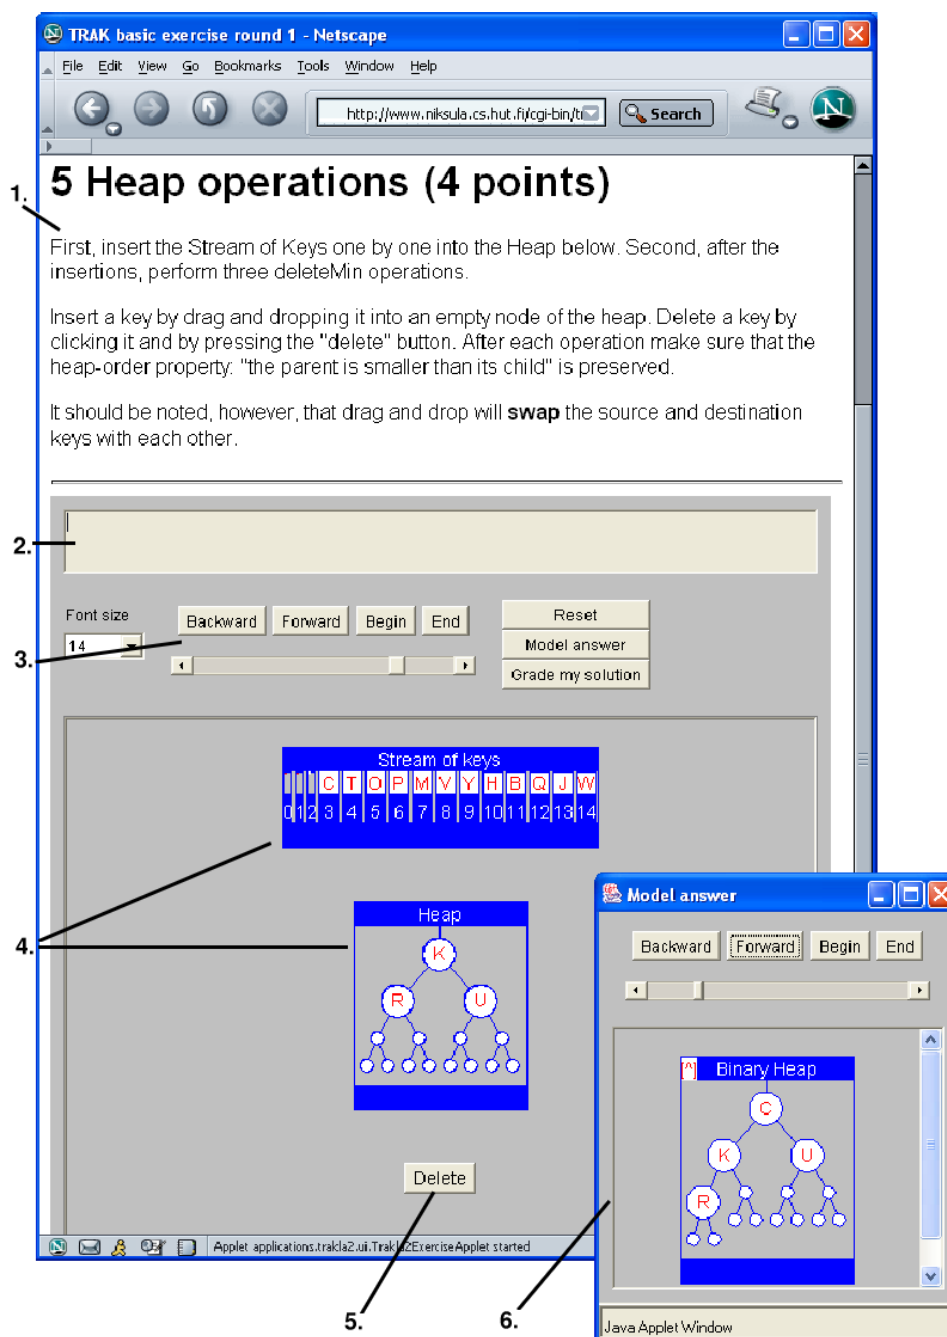 TRAK basic exercise round 1 - Netscape
File Edit View Go Bookmarks Tools Window Help
http://www.niksula.cs.hut.fi/cgi-bin/tr
Search
N
5 Heap operations (4 points)
1.
First, insert the Stream of Keys one by one into the Heap below. Second, after the
insertions, perform three deleteMin operations.
Insert a key by drag and dropping it into an empty node of the heap. Delete a key by
clicking it and by pressing the "delete" button. After each operation make sure that the
heap-order property: "the parent is smaller than its child" is preserved.
It should be noted, however, that drag and drop will swap the source and destination
keys with each other.
2.
Font size
14
Backward Forward Begin End
Reset
Model answer
Grade my solution
3.
Stream of keys
C T O P M V Y H B Q J W
0 1 2 3 4 5 6 7 8 9 10 11 12 13 14
4.
Heap
K
R U
Delete
Applet applications.trakla2.ui.Trakla2ExerciseApplet started
5.
Model answer
Backward Forward Begin End
[^] Binary Heap
C
K U
R
6.
Java Applet Window